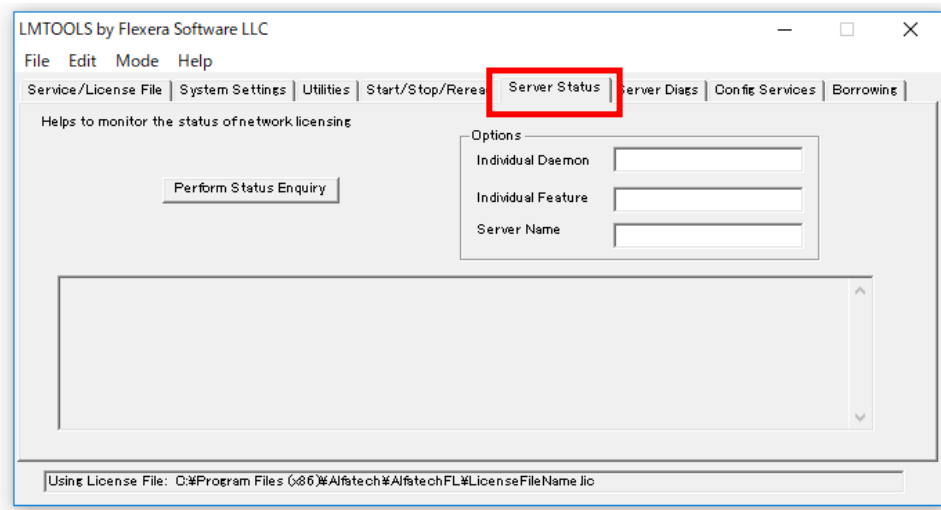 LMTOOLS by Flexera Software LLC
File Edit Mode Help
Service/License File System Settings Utilities Start/Stop/Rerea Server Status Server Diags Config Services Borrowing
Helps to monitor the status of network licensing
Options
Individual Daemon
Perform Status Enquiry
Individual Feature
Server Name
Using License File: C:¥Program Files (x86)¥Alfatech¥AlfatechFL¥LicenseFileName.lic